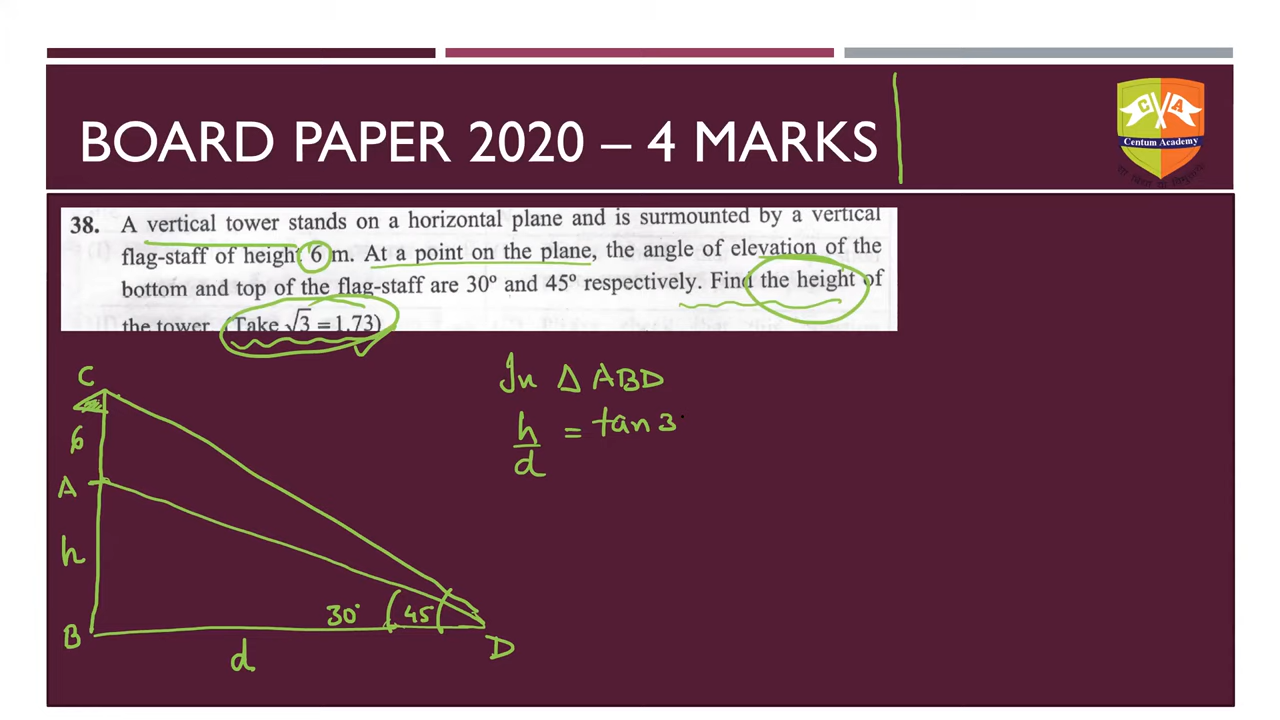 BOARD PAPER 2020 – 4 MARKS
C A
Centum Academy
38. A vertical tower stands on a horizontal plane and is surmounted by a vertical
flag-staff of height 6 m. At a point on the plane, the angle of elevation of the
bottom and top of the flag-staff are 30º and 45º respectively. Find the height of
the tower. (Take √3 = 1.73)
C
6
A
h
B
d
30°
45
D
In Δ ABD
h/d = tan 3